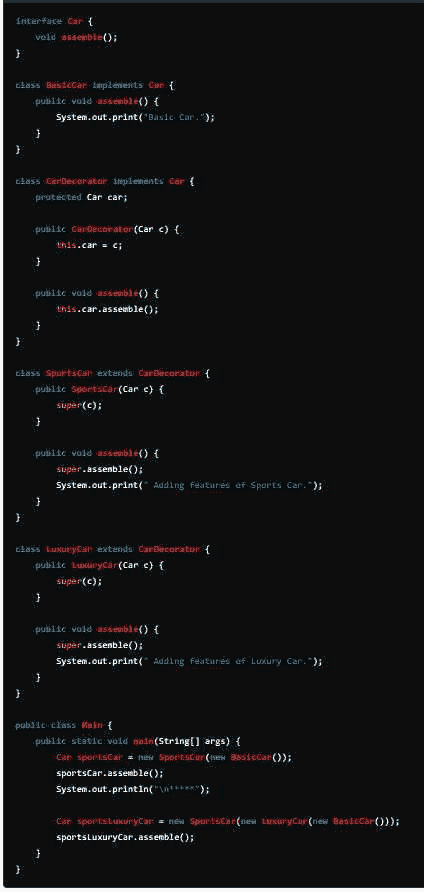 interface Car {
    void assemble();
}

class BasicCar implements Car {
    public void assemble() {
        System.out.print("Basic Car.");
    }
}

class CarDecorator implements Car {
    protected Car car;

    public CarDecorator(Car c) {
        this.car = c;
    }

    public void assemble() {
        this.car.assemble();
    }
}

class SportsCar extends CarDecorator {
    public SportsCar(Car c) {
        super(c);
    }

    public void assemble() {
        super.assemble();
        System.out.print(" Adding features of Sports Car.");
    }
}

class LuxuryCar extends CarDecorator {
    public LuxuryCar(Car c) {
        super(c);
    }

    public void assemble() {
        super.assemble();
        System.out.print(" Adding features of Luxury Car.");
    }
}

public class Main {
    public static void main(String[] args) {
        Car sportsCar = new SportsCar(new BasicCar());
        sportsCar.assemble();
        System.out.println("\n*****");

        Car sportsLuxuryCar = new SportsCar(new LuxuryCar(new BasicCar()));
        sportsLuxuryCar.assemble();
    }
}